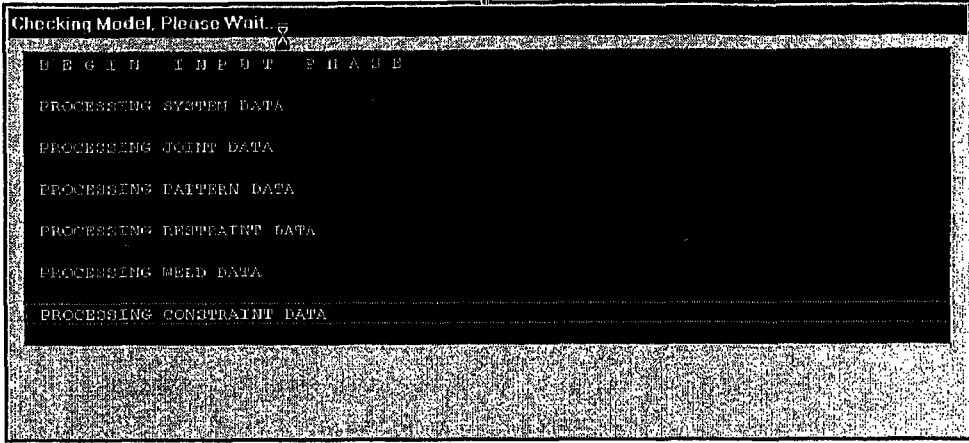 Checking Model, Please Wait..
B E G I N   I N P U T   P H A S E
PROCESSING SYSTEM DATA
PROCESSING JOINT DATA
PROCESSING PATTERN DATA
PROCESSING RESTRAINT DATA
PROCESSING WELD DATA
PROCESSING CONSTRAINT DATA